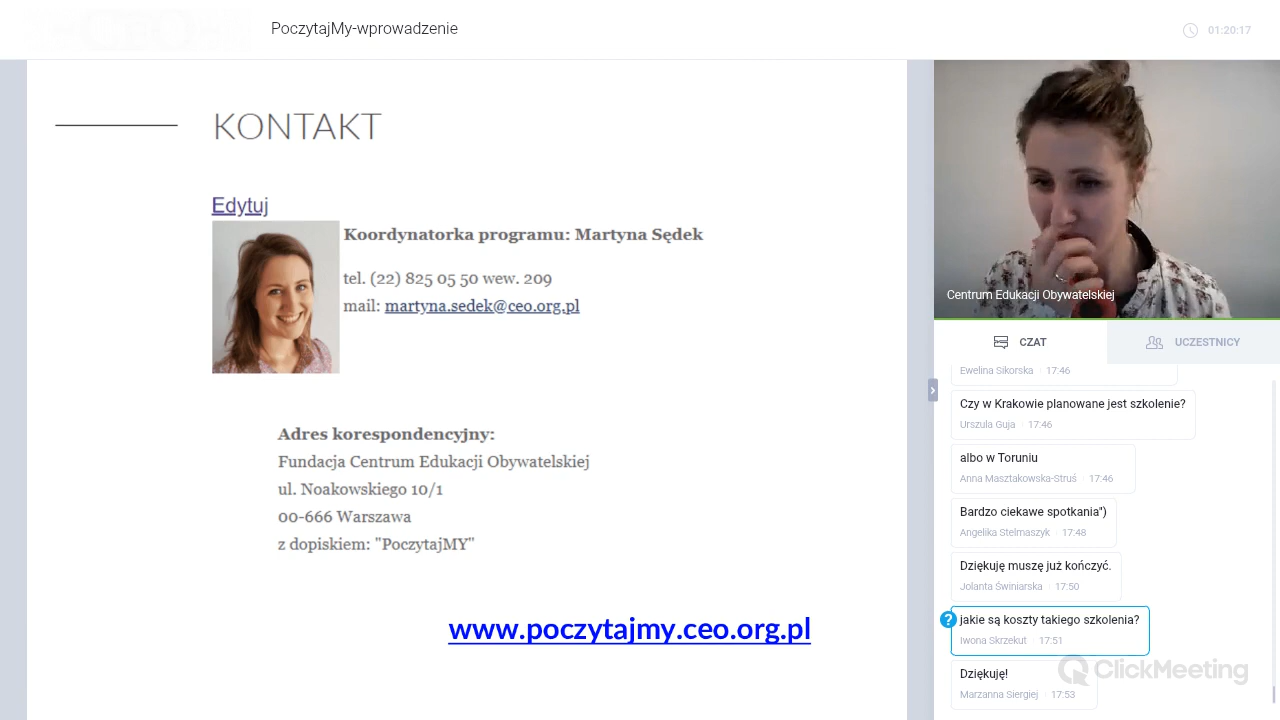 PoczytajMy-wprowadzenie
01:20:17
KONTAKT
Edytuj
Koordynatorka programu: Martyna Sędek
tel. (22) 825 05 50 wew. 209
mail: martyna.sedek@ceo.org.pl
Adres korespondencyjny:
Fundacja Centrum Edukacji Obywatelskiej
ul. Noakowskiego 10/1
00-666 Warszawa
z dopiskiem: "PoczytajMY"
www.poczytajmy.ceo.org.pl
Centrum Edukacji Obywatelskiej
CZAT
UCZESTNICY
Ewelina Sikorska 17:46
Czy w Krakowie planowane jest szkolenie?
Urszula Guja 17:46
albo w Toruniu
Anna Masztakowska-Struś 17:46
Bardzo ciekawe spotkania")
Angelika Stelmaszyk 17:48
Dziękuję muszę już kończyć.
Jolanta Świniarska 17:50
? jakie są koszty takiego szkolenia?
Iwona Skrzekut 17:51
Dziękuję!
Marzanna Siergiej 17:53
ClickMeeting